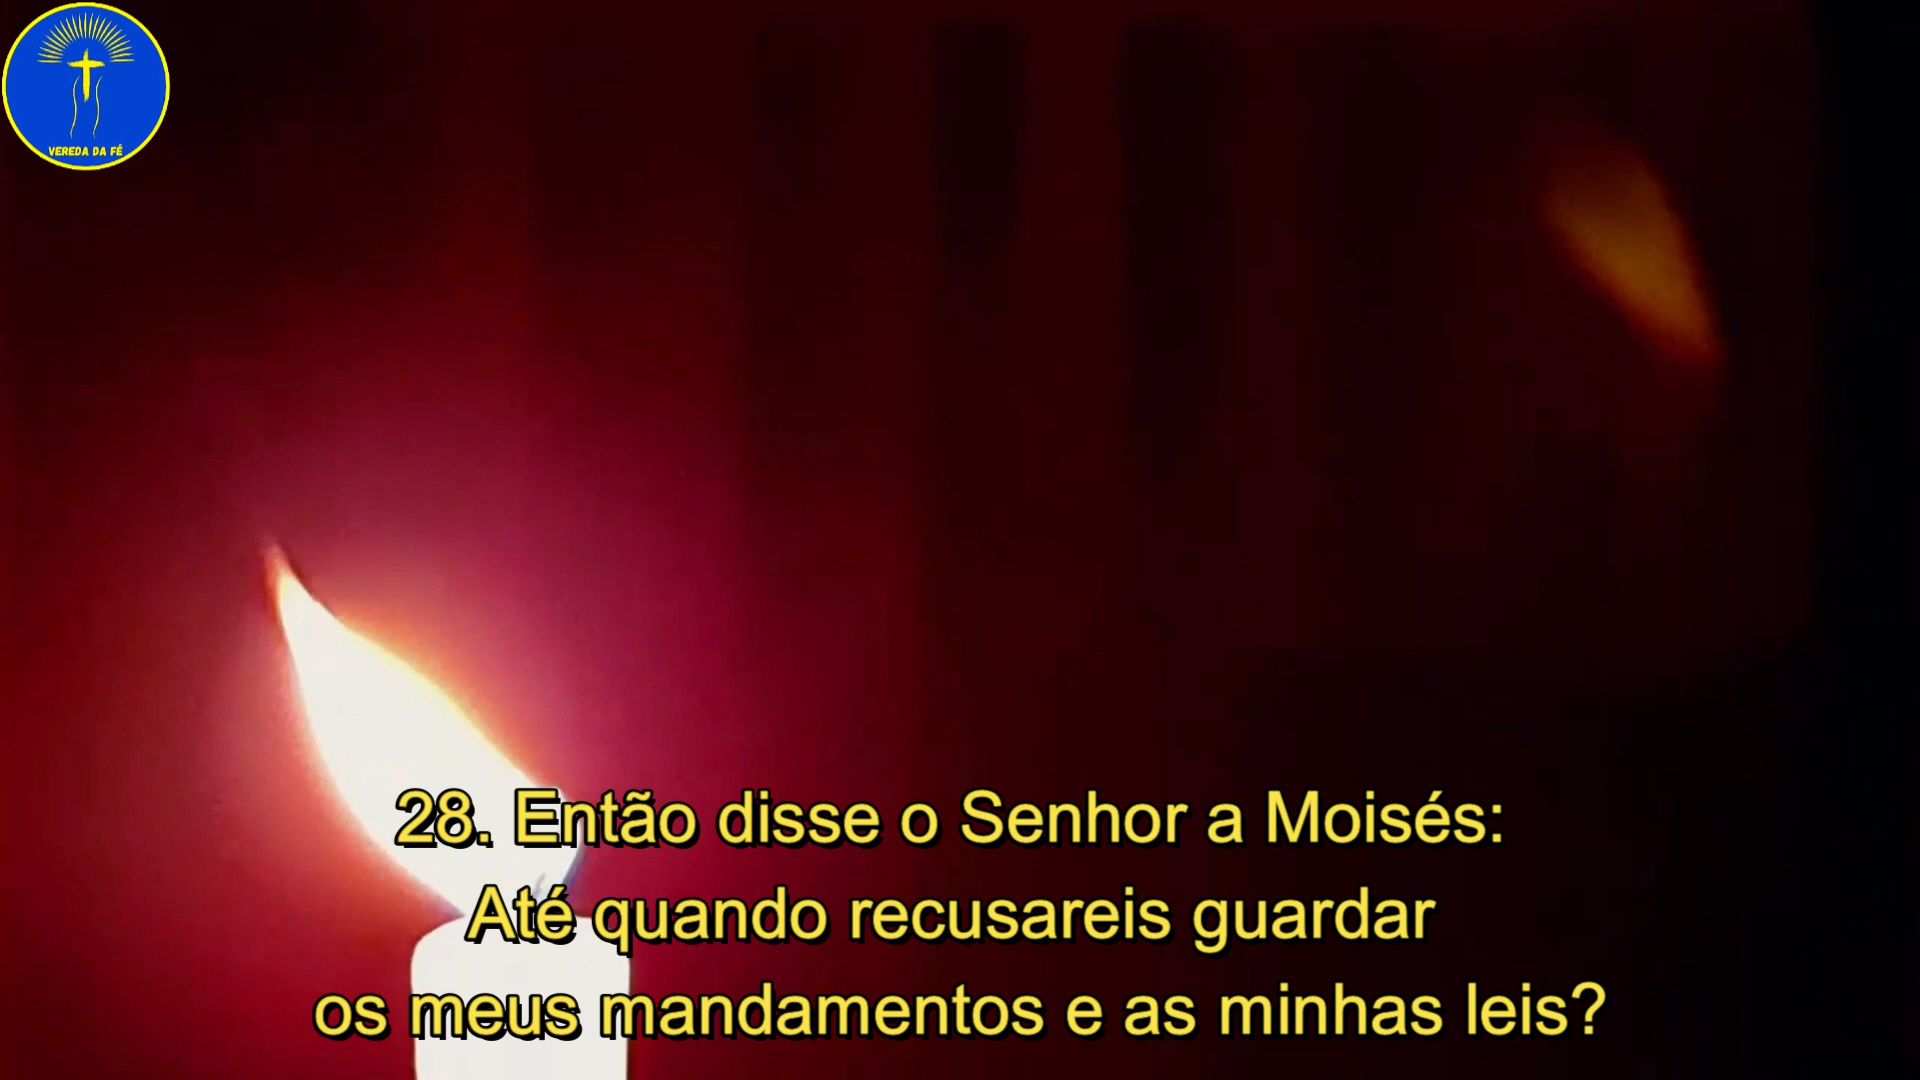 VEREDA DA FÉ
28. Então disse o Senhor a Moisés:
Até quando recusareis guardar
os meus mandamentos e as minhas leis?